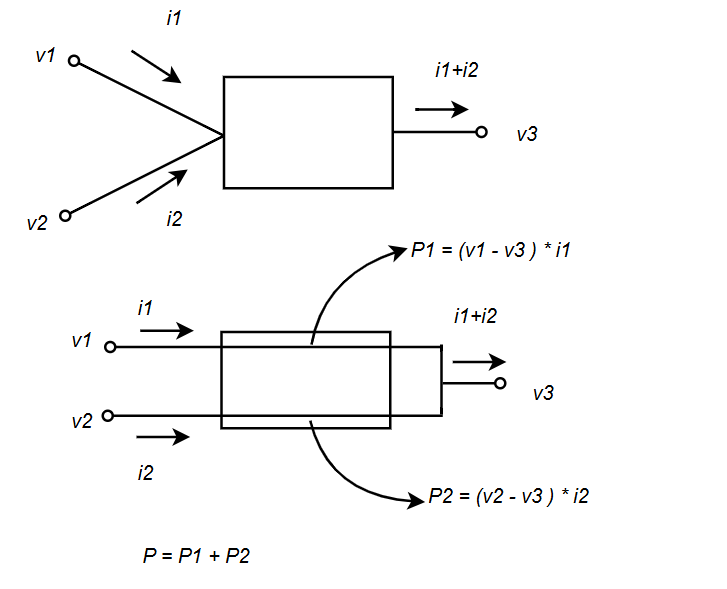 i1
v1
i1+i2
v3
v2
i2
P1 = (v1 - v3 ) * i1
i1
i1+i2
v1
v3
v2
i2
P2 = (v2 - v3 ) * i2
P = P1 + P2